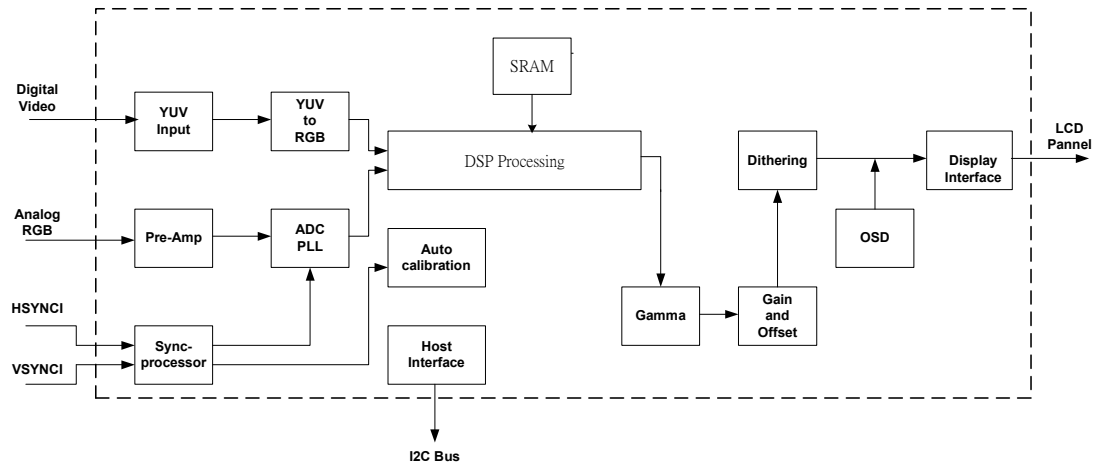 SRAM
Digital
Video
YUV
Input
YUV
to
RGB
DSP Processing
Dithering
Display
Interface
LCD
Pannel
Analog
RGB
Pre-Amp
ADC
PLL
Auto
calibration
OSD
HSYNCI
VSYNCI
Sync-
processor
Host
Interface
Gamma
Gain
and
Offset
I2C Bus